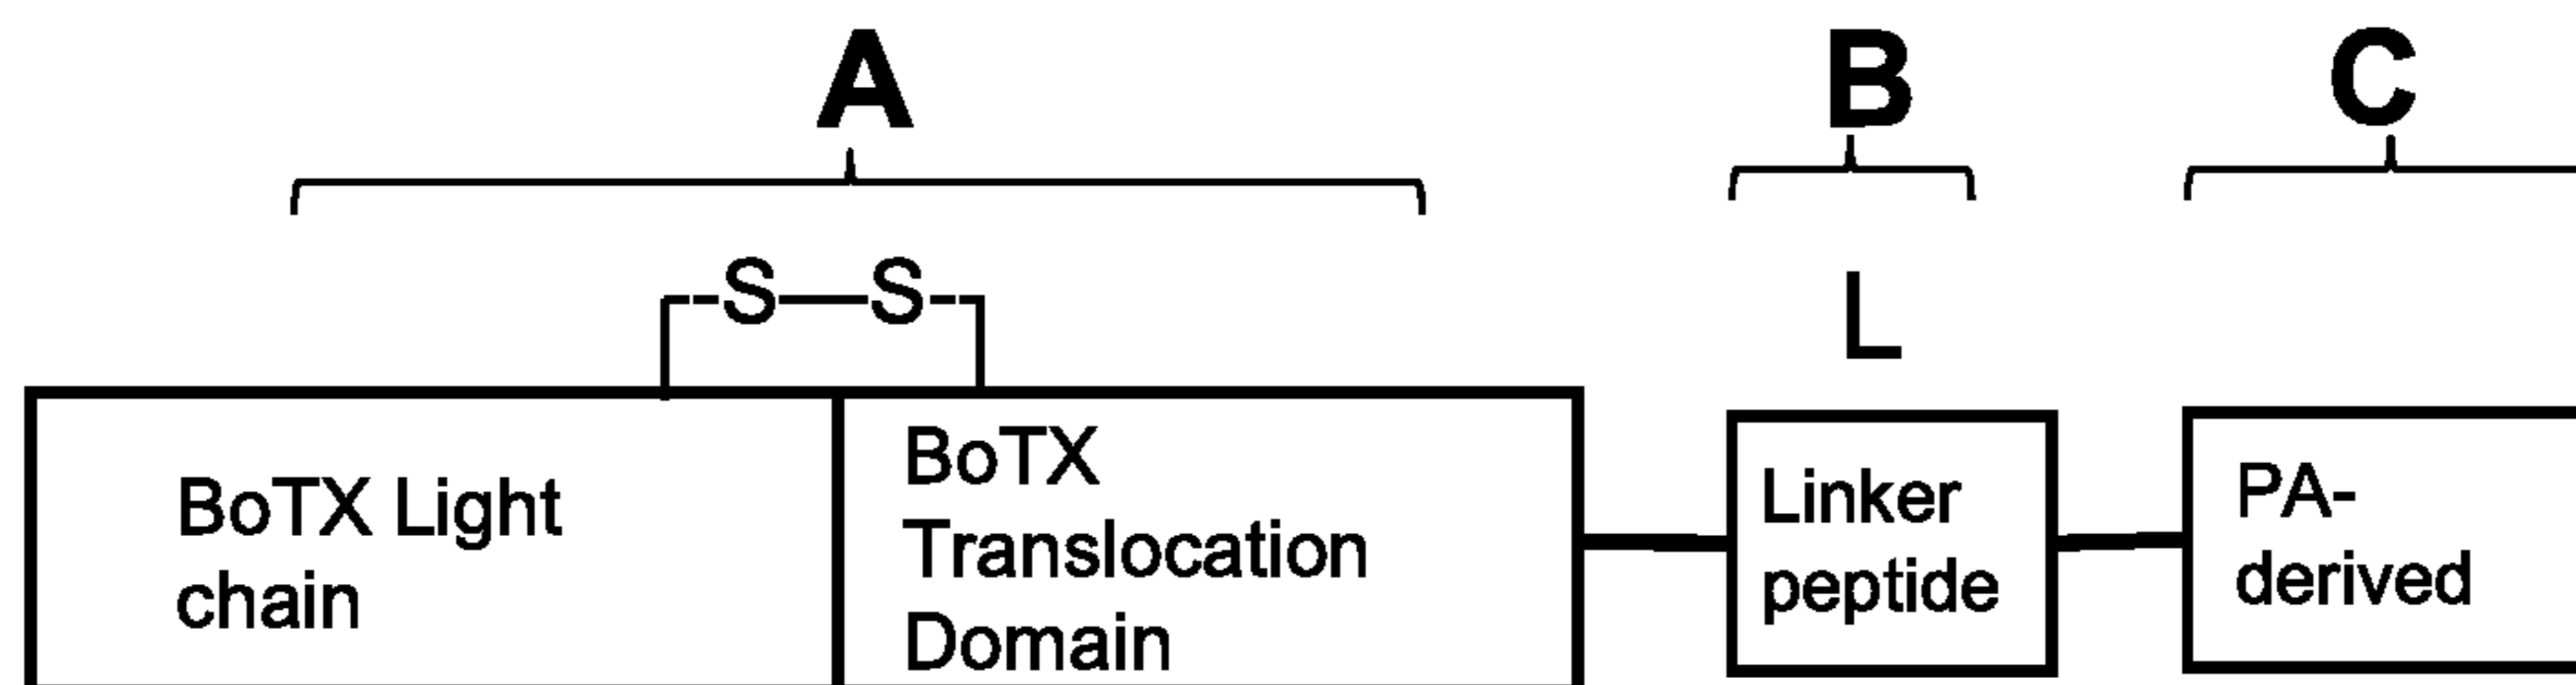 A B C
S S
L
BoTX Light
chain
BoTX
Translocation
Domain
Linker
peptide
PA-
derived